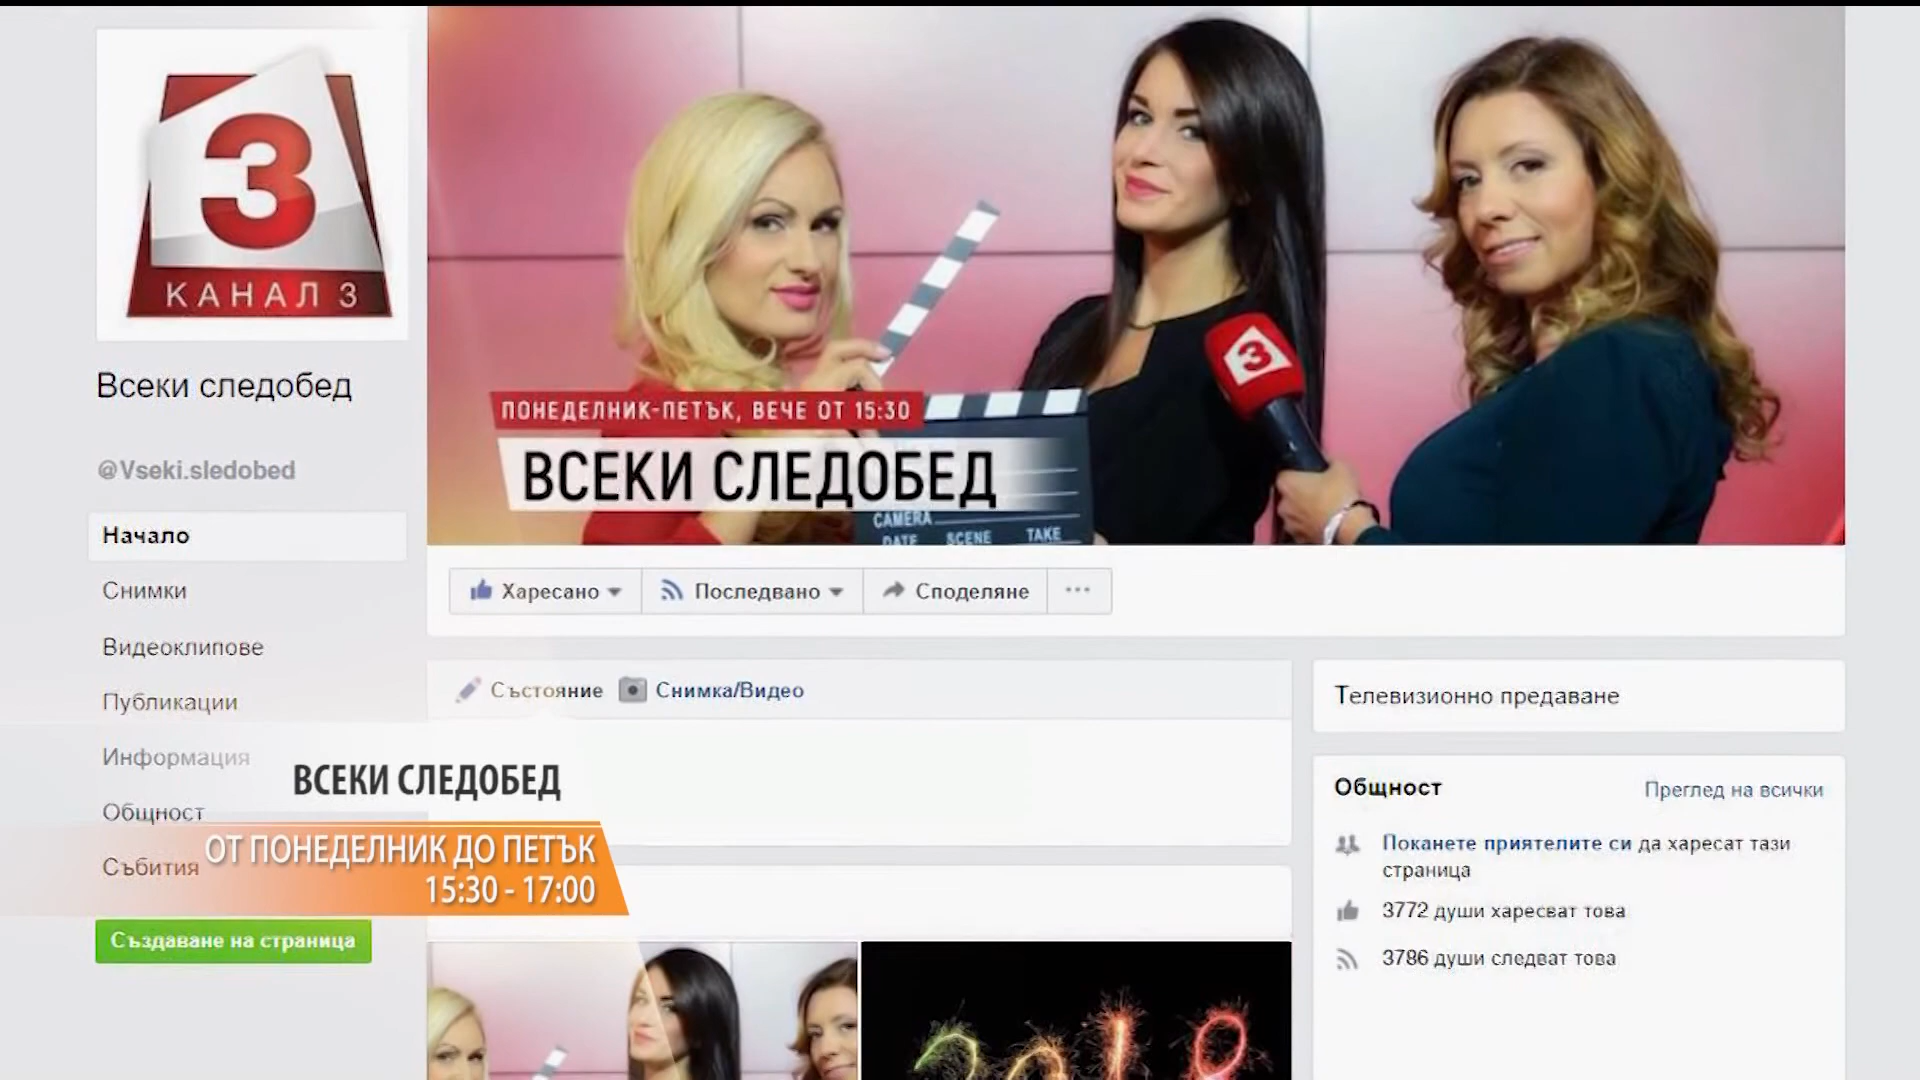 3
КАНАЛ 3
Всеки следобед
@Vseki.sledobed
Начало
Снимки
Видеоклипове
Публикации
Информация
Общност
Събития
Създаване на страница
3
ПОНЕДЕЛНИК-ПЕТЪК, ВЕЧЕ ОТ 15:30
ВСЕКИ СЛЕДОБЕД
CAMERA
DATE SCENE TAKE
Харесано
Последвано
Споделяне
Състояние
Снимка/Видео
Телевизионно предаване
Общност
Преглед на всички
Поканете приятелите си да харесат тази
страница
3772 души харесват това
3786 души следват това
ВСЕКИ СЛЕДОБЕД
ОТ ПОНЕДЕЛНИК ДО ПЕТЪК
15:30 - 17:00
2018